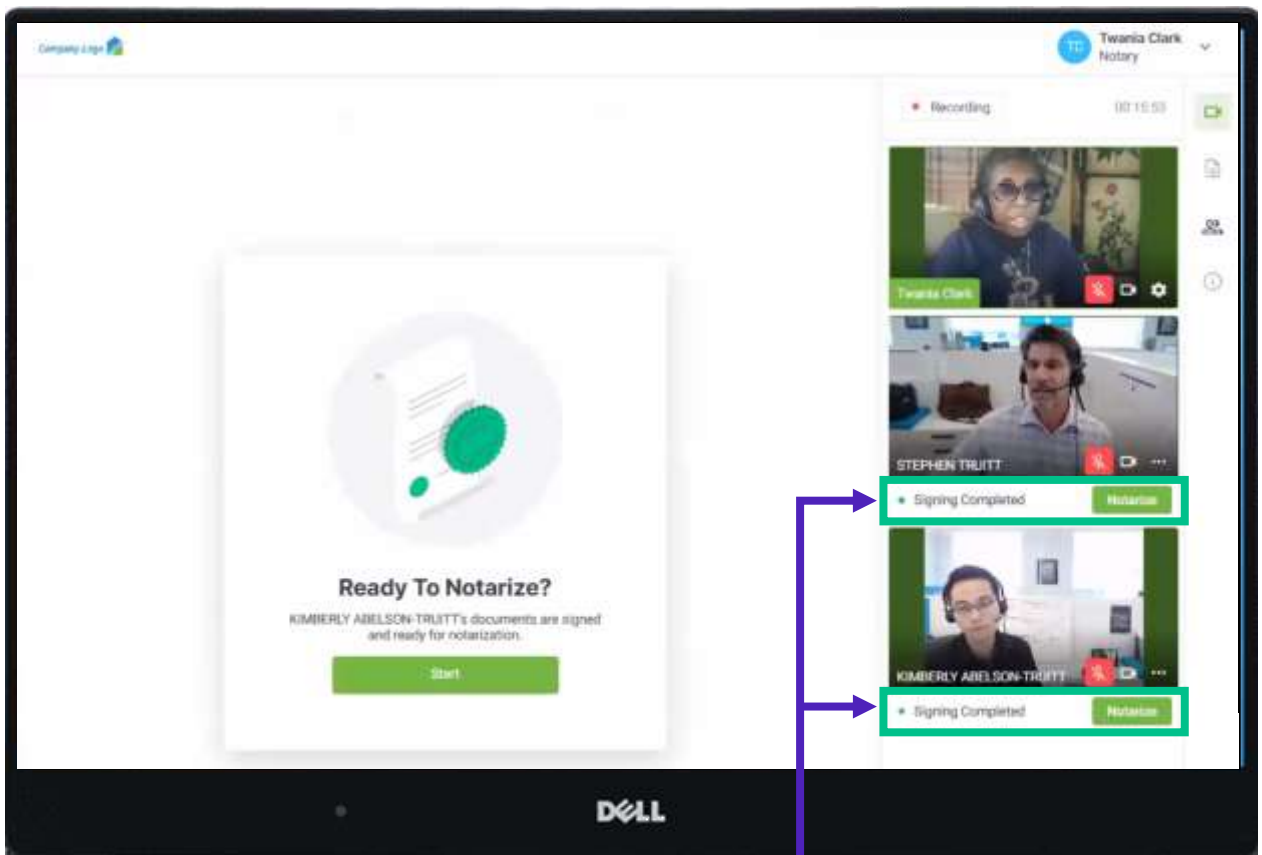 Company Logo
Twania Clark
Notary
Recording
00:15:53
Twania Clark
STEPHEN TRUITT
Signing Completed
Notarize
Ready To Notarize?
KIMBERLY ABELSON-TRUITT's documents are signed
and ready for notarization.
Start
KIMBERLY ABELSON-TRUITT
Signing Completed
Notarize
DELL